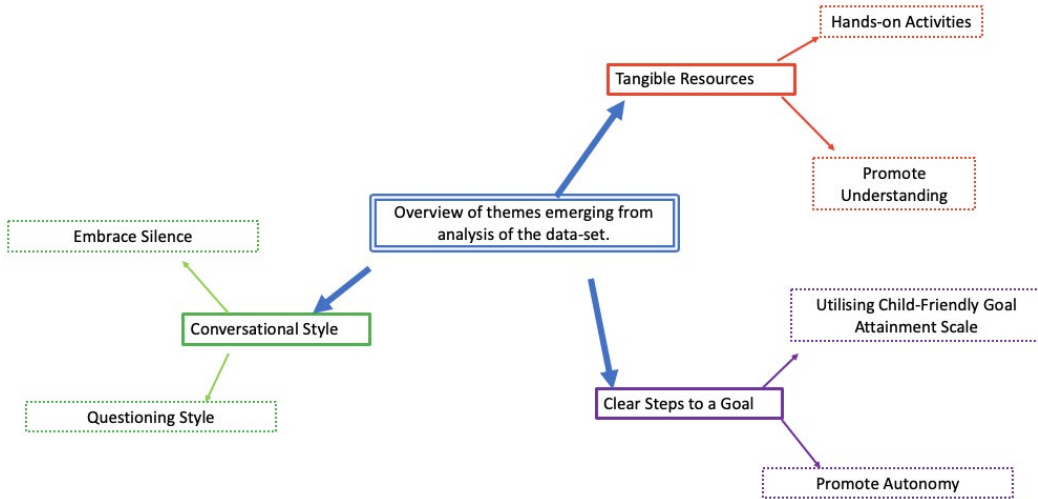 Hands-on Activities
Tangible Resources
Promote
Understanding
Overview of themes emerging from
analysis of the data-set.
Embrace Silence
Conversational Style
Questioning Style
Utilising Child-Friendly Goal
Attainment Scale
Clear Steps to a Goal
Promote Autonomy